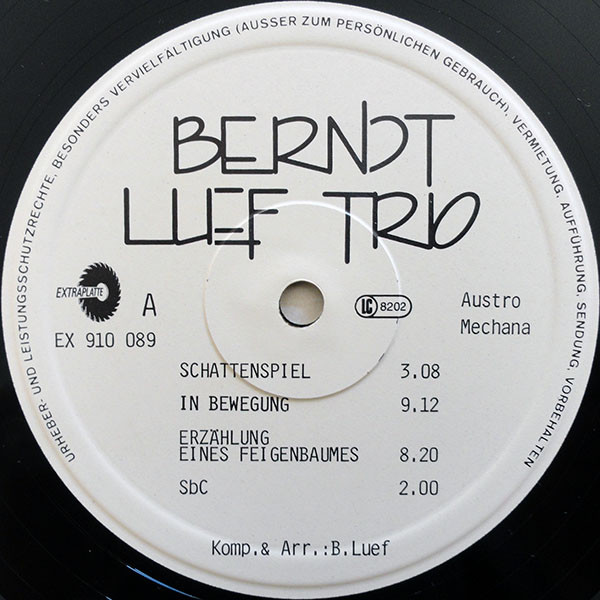 URHEBER- UND LEISTUNGSSCHUTZRECHTE, BESONDERS VERVIELFÄLTIGUNG (AUSSER ZUM PERSÖNLICHEN GEBRAUCH), VERMIETUNG, AUFFÜHRUNG, SENDUNG, VORBEHALTEN
BERNDT
LUEF TRIO
EXTRAPLATTE
A
EX 910 089
LC 8202
Austro
Mechana
SCHATTENSPIEL 3.08
IN BEWEGUNG 9.12
ERZÄHLUNG
EINES FEIGENBAUMES 8.20
SbC 2.00
Komp.& Arr.:B.Luef